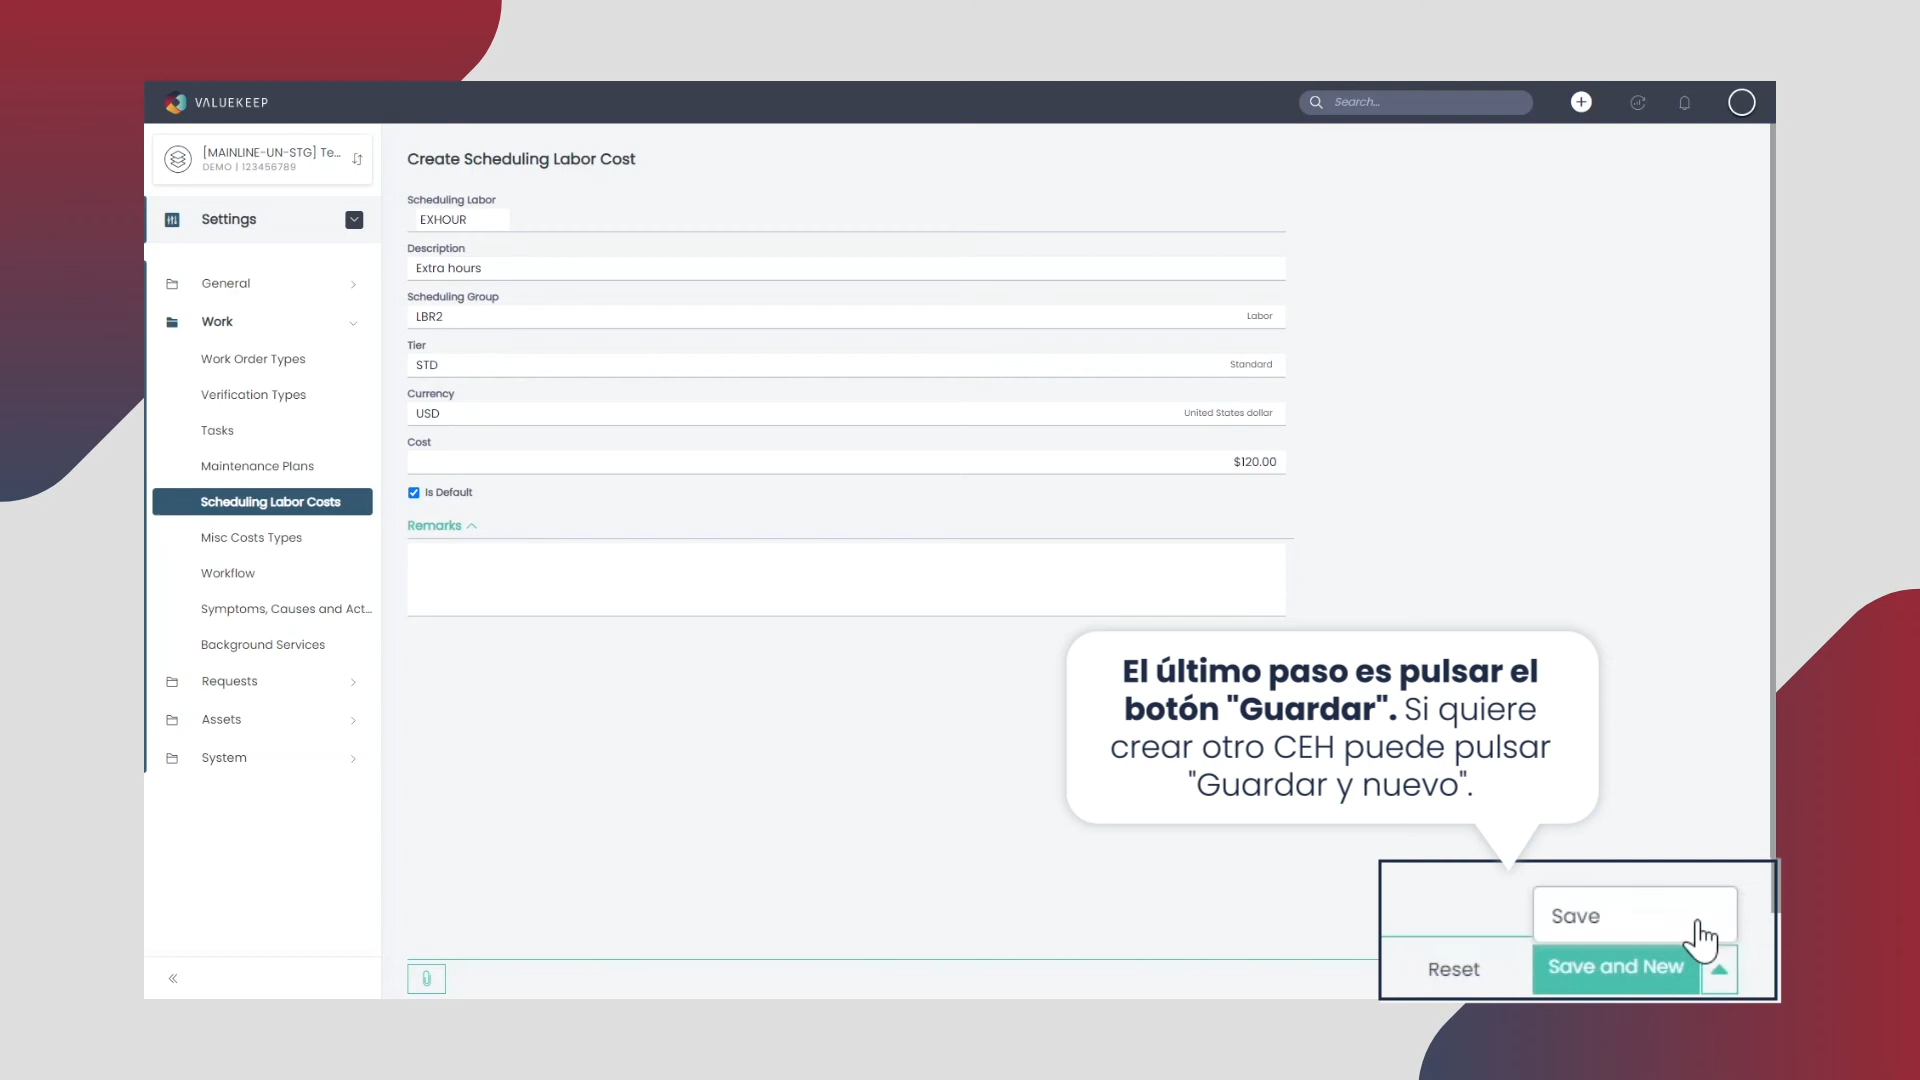 VALUEKEEP
Search...
[MAINLINE-UN-STG] Te...
DEMO | 123456789
Settings
General
Work
Work Order Types
Verification Types
Tasks
Maintenance Plans
Scheduling Labor Costs
Misc Costs Types
Workflow
Symptoms, Causes and Act...
Background Services
Requests
Assets
System
Create Scheduling Labor Cost
Scheduling Labor
EXHOUR
Description
Extra hours
Scheduling Group
LBR2 Labor
Tier
STD Standard
Currency
USD United States dollar
Cost
$120.00
Is Default
Remarks
El último paso es pulsar el
botón "Guardar". Si quiere
crear otro CEH puede pulsar
"Guardar y nuevo".
Save
Reset
Save and New